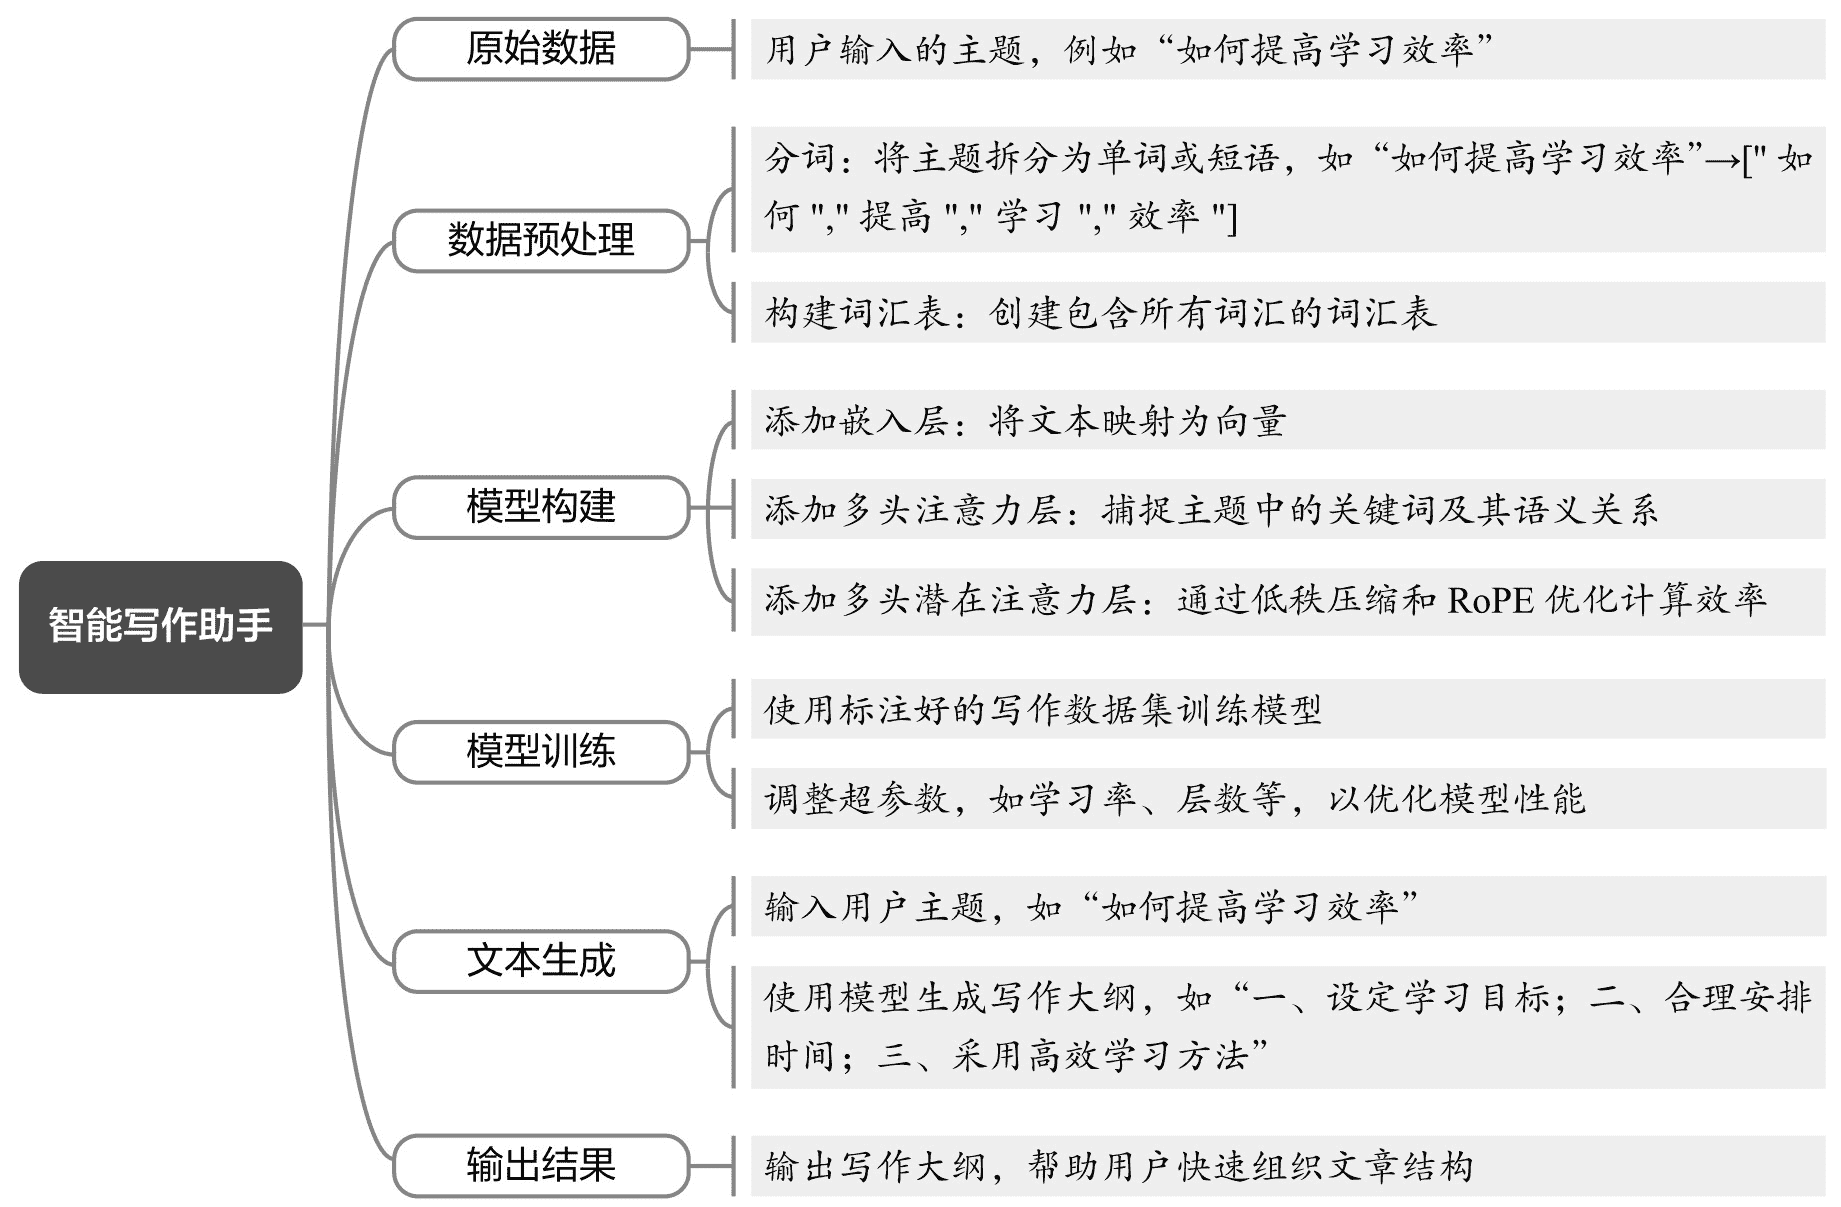 原始数据
用户输入的主题，例如“如何提高学习效率”
分词：将主题拆分为单词或短语，如“如何提高学习效率”→[" 如
何 "," 提高 "," 学习 "," 效率 "]
数据预处理
构建词汇表：创建包含所有词汇的词汇表
添加嵌入层：将文本映射为向量
模型构建
添加多头注意力层：捕捉主题中的关键词及其语义关系
添加多头潜在注意力层：通过低秩压缩和 RoPE 优化计算效率
智能写作助手
使用标注好的写作数据集训练模型
模型训练
调整超参数，如学习率、层数等，以优化模型性能
输入用户主题，如“如何提高学习效率”
文本生成
使用模型生成写作大纲，如“一、设定学习目标；二、合理安排
时间；三、采用高效学习方法”
输出结果
输出写作大纲，帮助用户快速组织文章结构